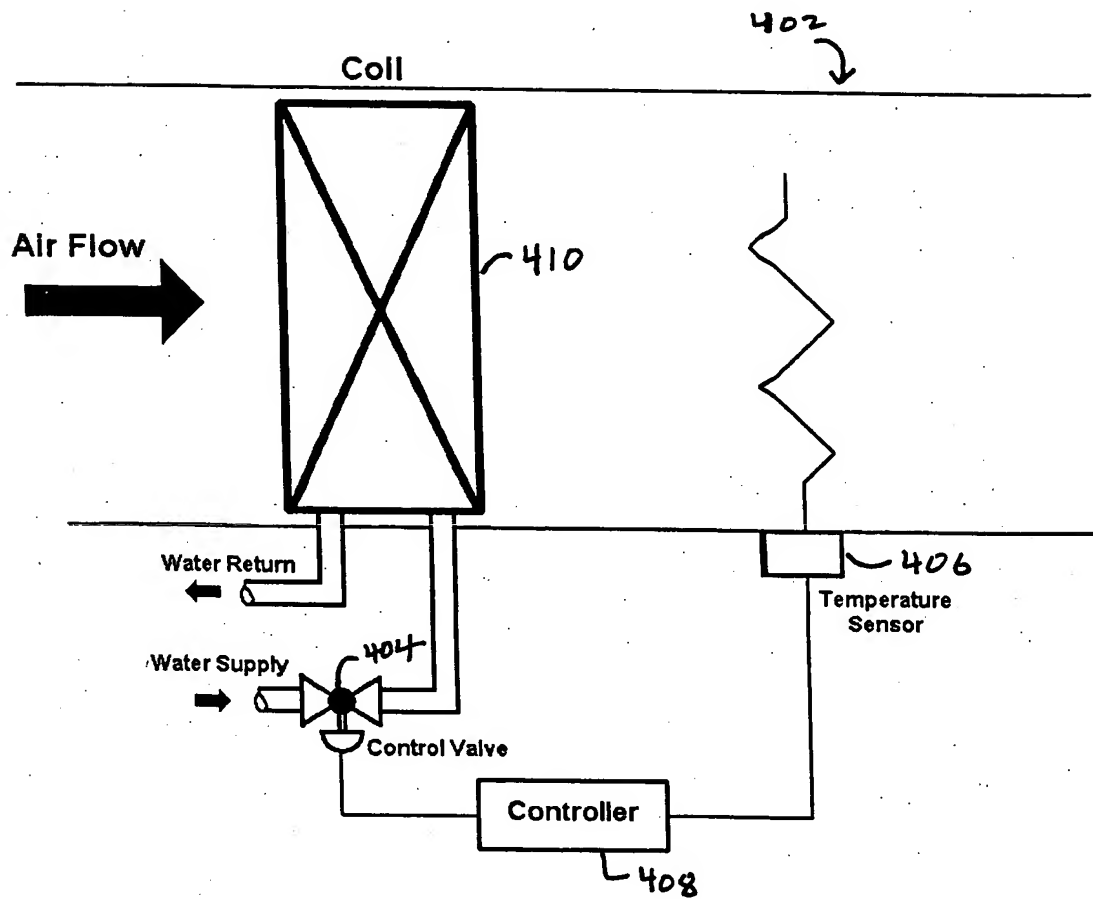 402
Coil
Air Flow
410
Water Return
406
Temperature
Sensor
404
Water Supply
Control Valve
Controller
408